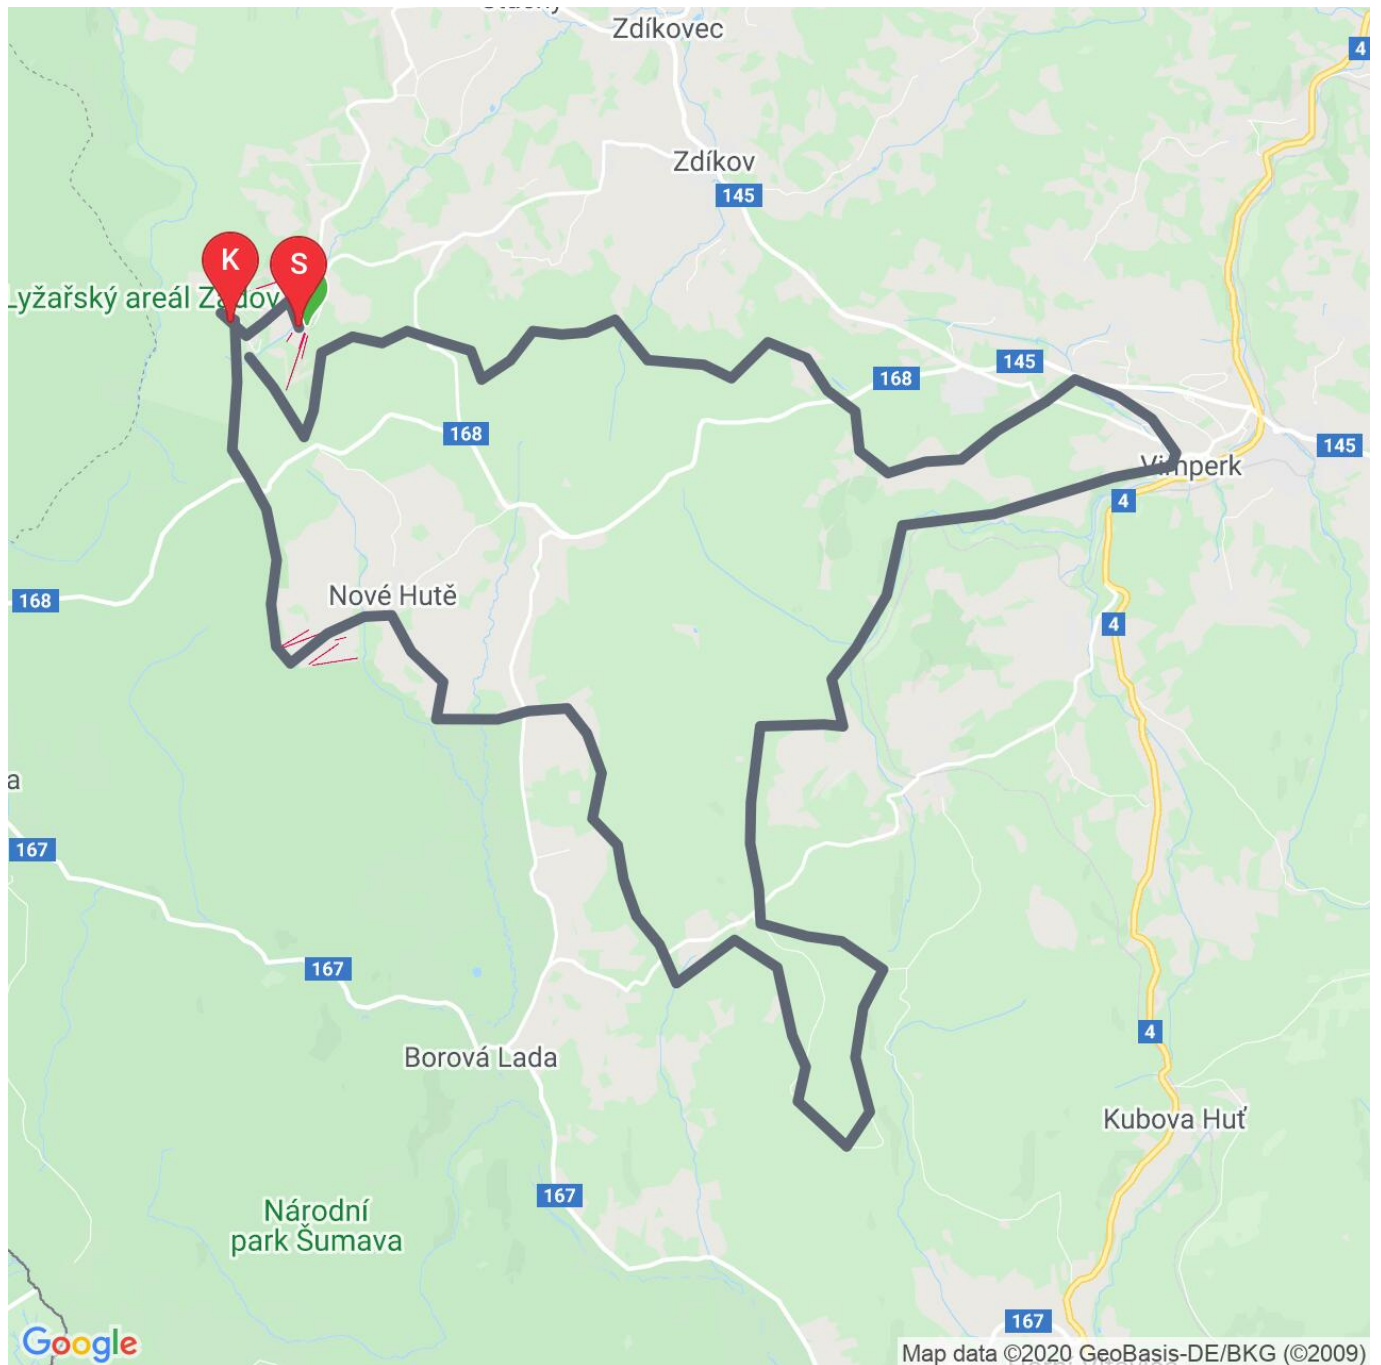 Zdíkovec
4
Zdíkov
145
K
S
Lyžařský areál Zadov
145
168
168
145
Vimperk
4
Nové Hutě
168
4
a
167
167
4
Borová Lada
Kubova Huť
167
Národní
park Šumava
167
Google
Map data ©2020 GeoBasis-DE/BKG (©2009)